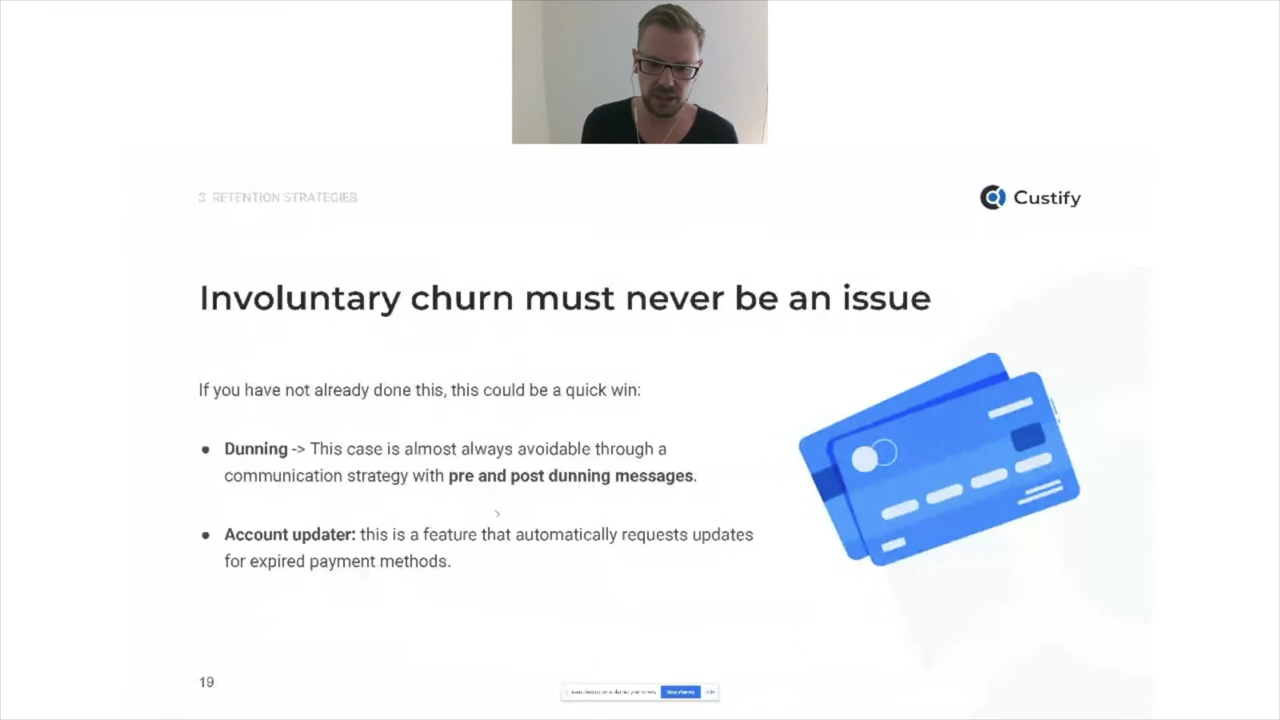 3. RETENTION STRATEGIES
Custify
Involuntary churn must never be an issue
If you have not already done this, this could be a quick win:
● Dunning -> This case is almost always avoidable through a
communication strategy with pre and post dunning messages.
● Account updater: this is a feature that automatically requests updates
for expired payment methods.
19
Stop sharing
Hide